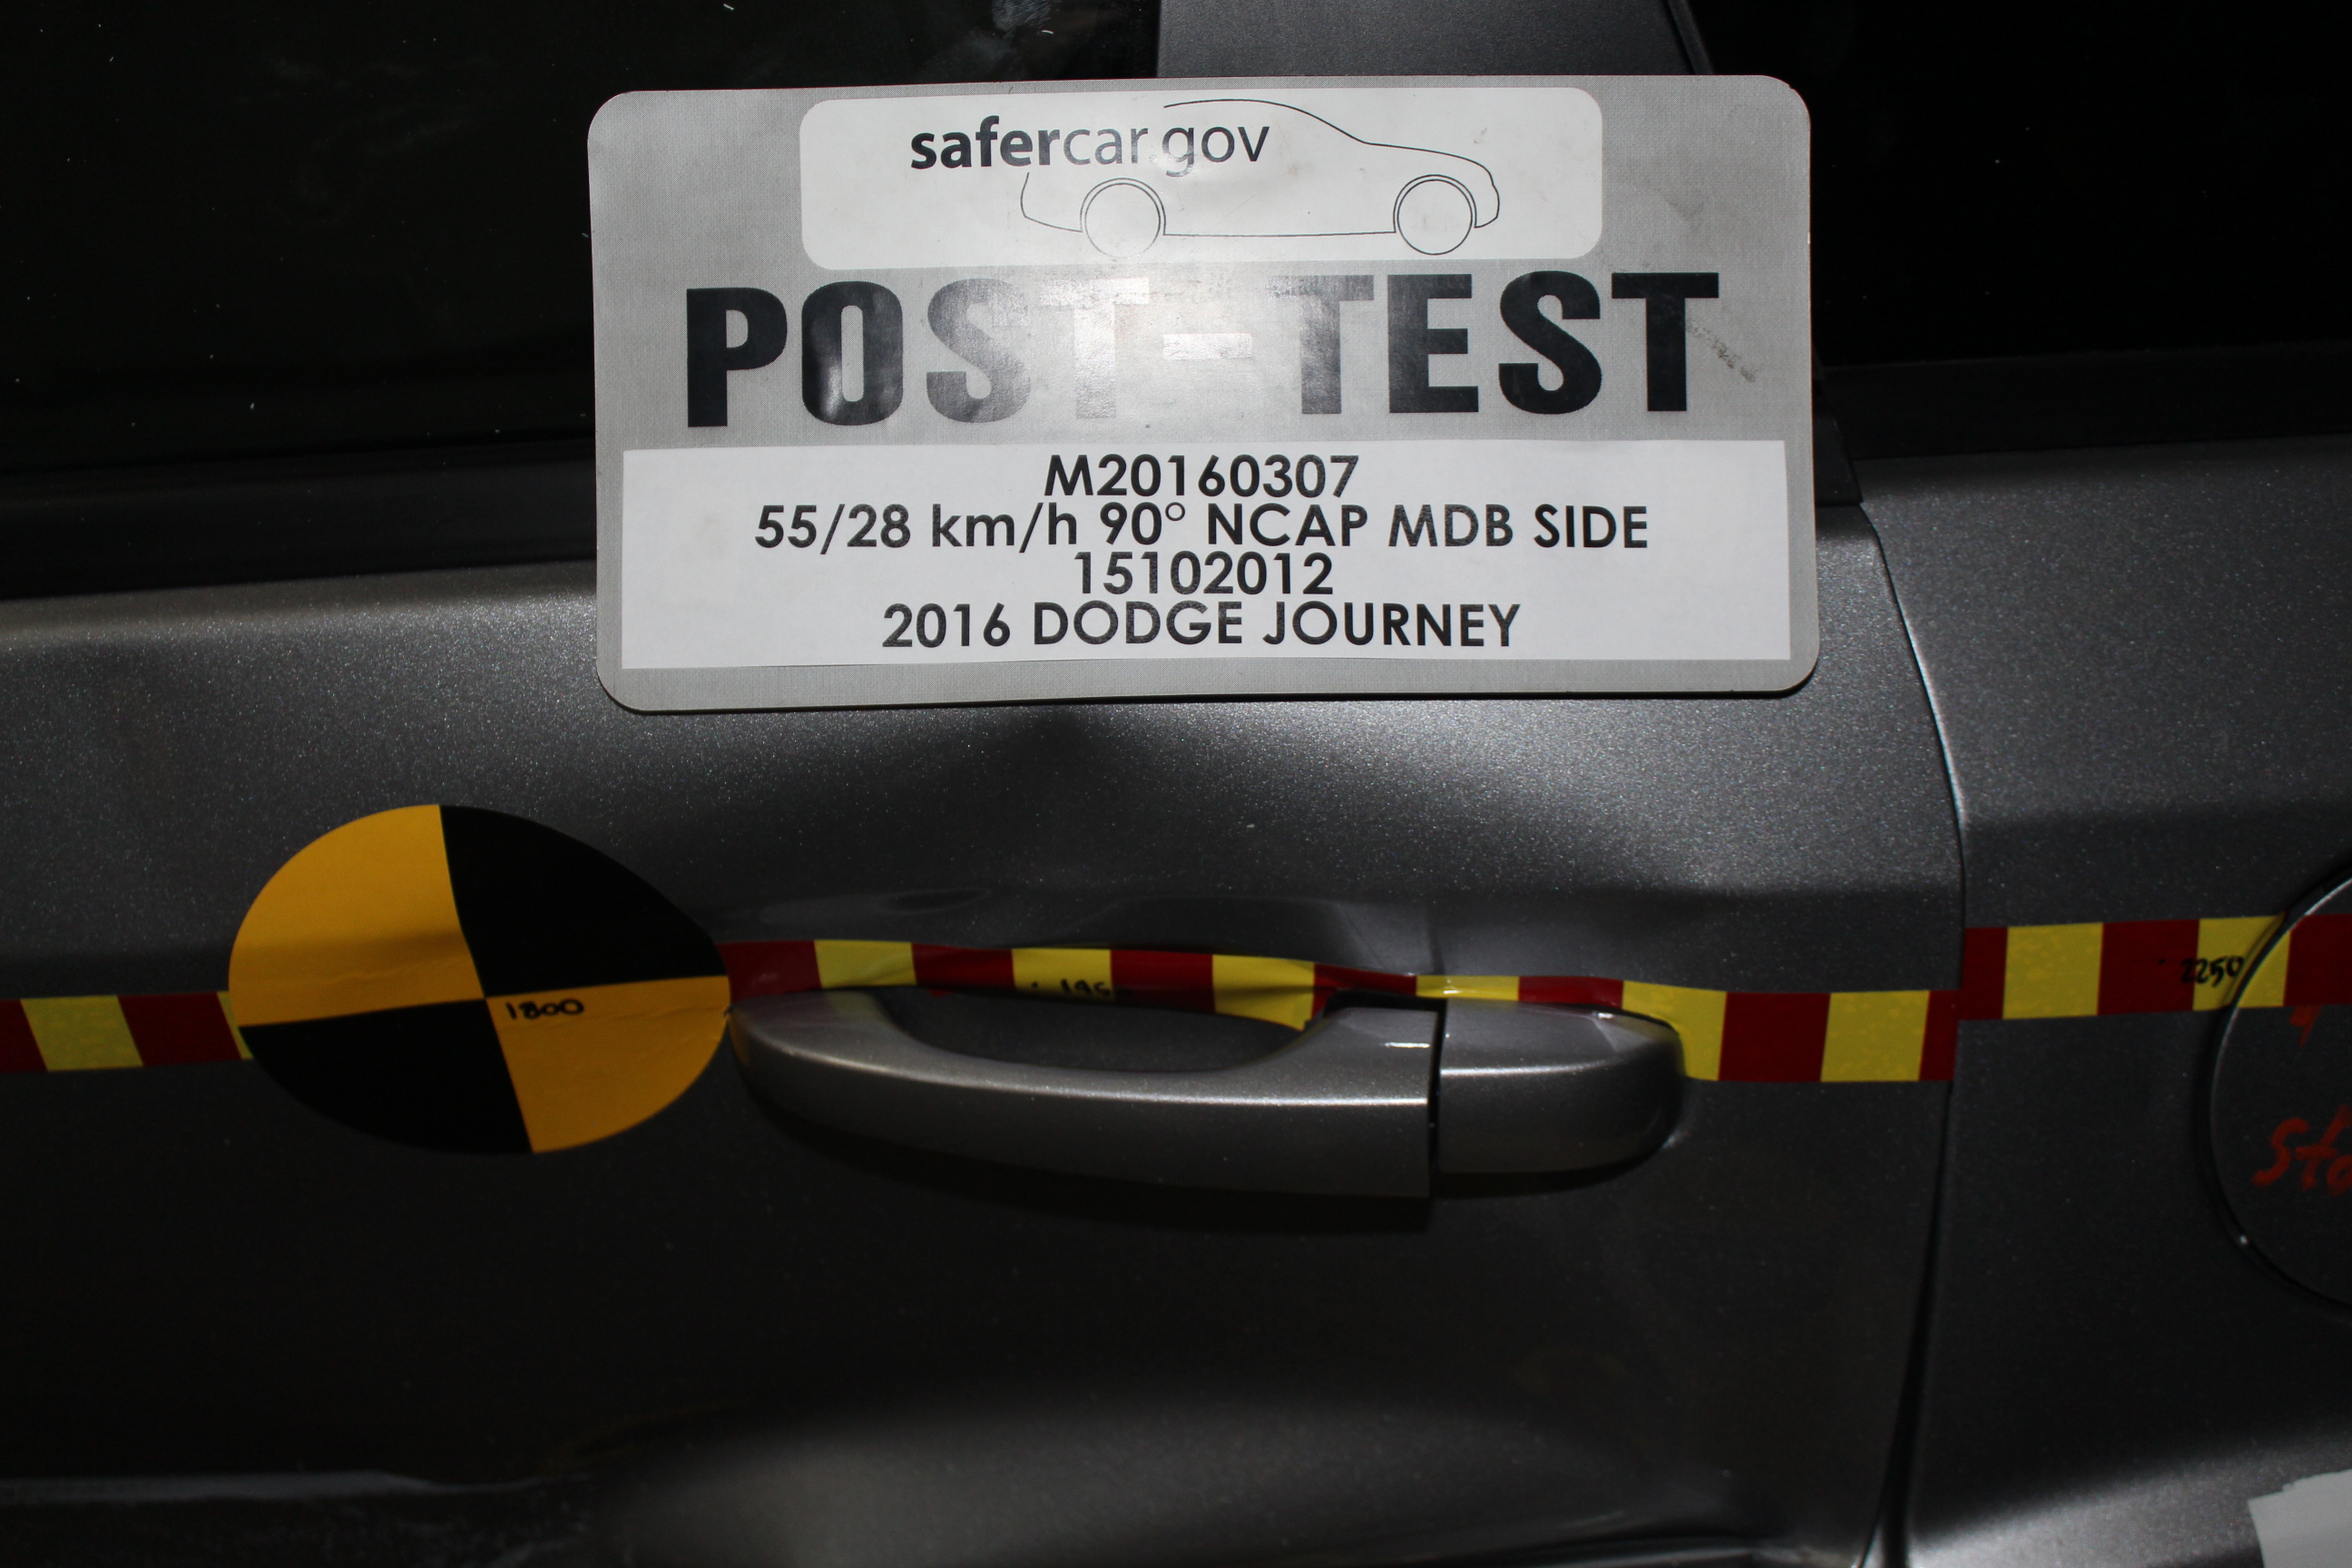 safercar.gov
POST-TEST
M20160307
55/28 km/h 90° NCAP MDB SIDE
15102012
2016 DODGE JOURNEY
1800
2250